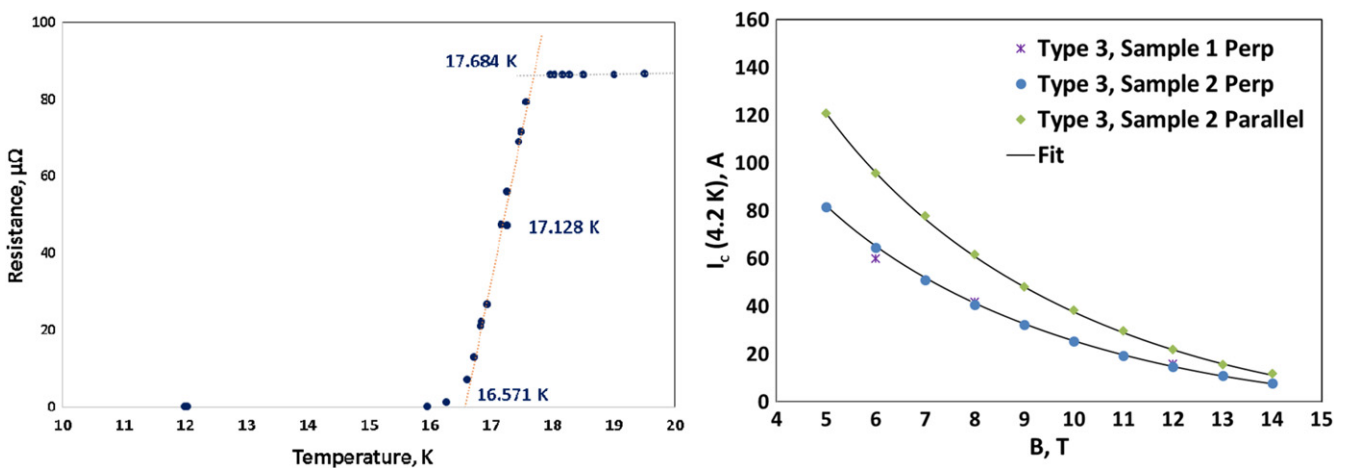 100
80
60
40
20
0
Resistance, μΩ
17.684 K
17.128 K
16.571 K
10 11 12 13 14 15 16 17 18 19 20
Temperature, K
160
140
120
100
80
60
40
20
0
I_c (4.2 K), A
Type 3, Sample 1 Perp
Type 3, Sample 2 Perp
Type 3, Sample 2 Parallel
Fit
4 5 6 7 8 9 10 11 12 13 14 15
B, T